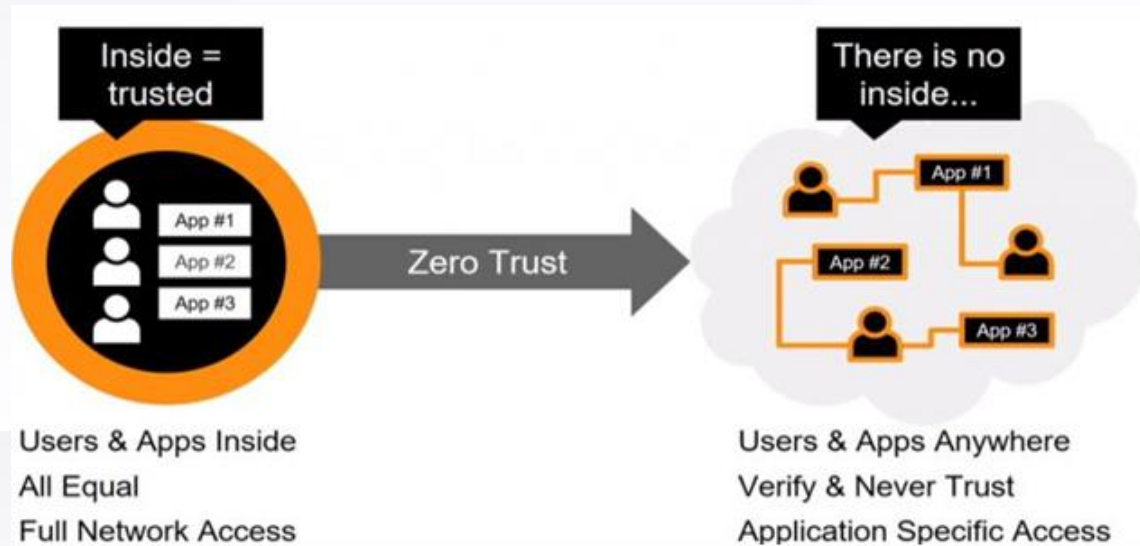 Inside =
trusted
App #1
App #2
App #3
Users & Apps Inside
All Equal
Full Network Access
Zero Trust
There is no
inside...
App #1
App #2
App #3
Users & Apps Anywhere
Verify & Never Trust
Application Specific Access